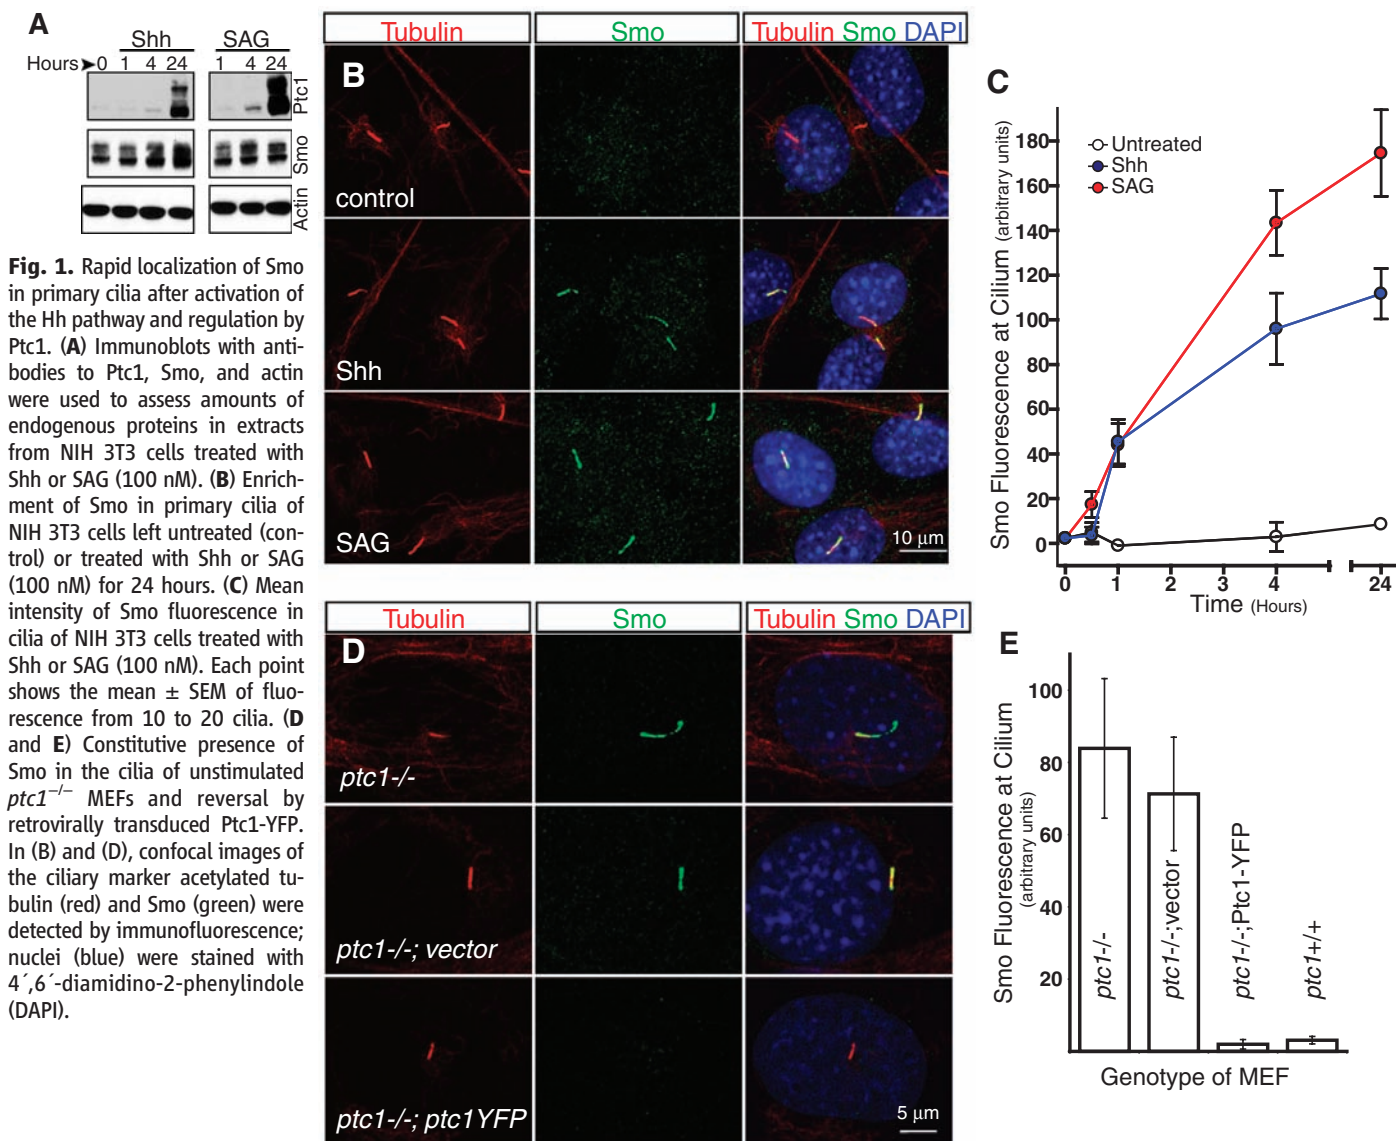 A
Shh SAG
Hours 0 1 4 24 1 4 24
Ptc1
Smo
Actin
Fig. 1. Rapid localization of Smo
in primary cilia after activation of
the Hh pathway and regulation by
Ptc1. (A) Immunoblots with anti-
bodies to Ptc1, Smo, and actin
were used to assess amounts of
endogenous proteins in extracts
from NIH 3T3 cells treated with
Shh or SAG (100 nM). (B) Enrich-
ment of Smo in primary cilia of
NIH 3T3 cells left untreated (con-
trol) or treated with Shh or SAG
(100 nM) for 24 hours. (C) Mean
intensity of Smo fluorescence in
cilia of NIH 3T3 cells treated with
Shh or SAG (100 nM). Each point
shows the mean ± SEM of fluo-
rescence from 10 to 20 cilia. (D
and E) Constitutive presence of
Smo in the cilia of unstimulated
ptc1−/− MEFs and reversal by
retrovirally transduced Ptc1-YFP.
In (B) and (D), confocal images of
the ciliary marker acetylated tu-
bulin (red) and Smo (green) were
detected by immunofluorescence;
nuclei (blue) were stained with
4´,6´-diamidino-2-phenylindole
(DAPI).
Tubulin Smo Tubulin Smo DAPI
B
control
Shh
SAG
10 µm
C
Smo Fluorescence at Cilium (arbitrary units)
180
160
140
120
100
80
60
40
20
0
Untreated
Shh
SAG
0 1 2 3 4 24
Time (Hours)
Tubulin Smo Tubulin Smo DAPI
D
ptc1-/-
ptc1-/-; vector
ptc1-/-; ptc1YFP
5 µm
E
Smo Fluorescence at Cilium
(arbitrary units)
100
80
60
40
20
ptc1-/-
ptc1-/-;vector
ptc1-/-;Ptc1-YFP
ptc1+/+
Genotype of MEF